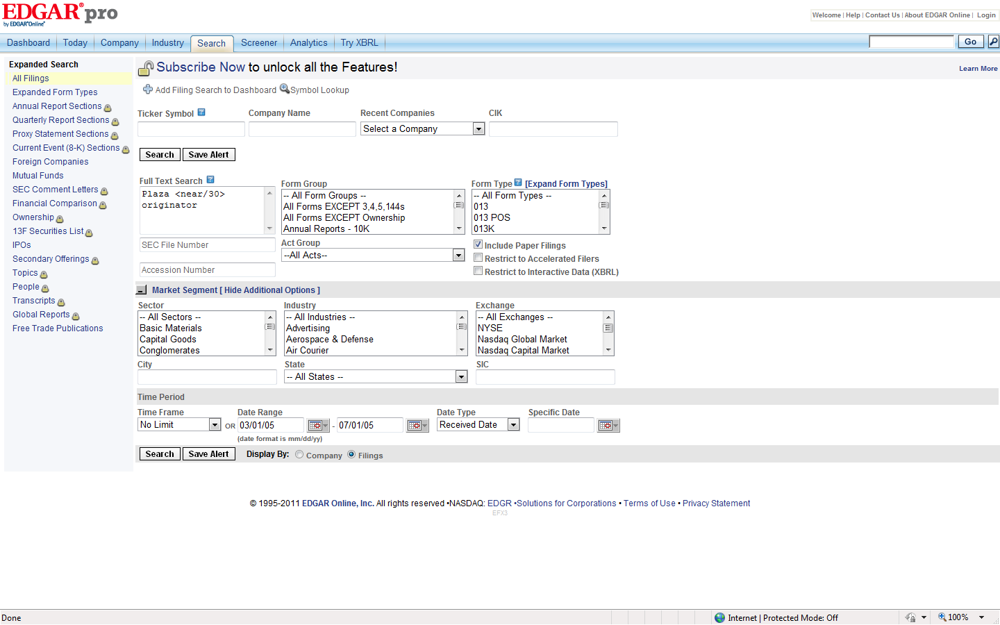 EDGAR® pro
by EDGAR®Online®
Welcome | Help | Contact Us | About EDGAR Online | Login
Dashboard Today Company Industry Search Screener Analytics Try XBRL Go
Expanded Search
All Filings
Expanded Form Types
Annual Report Sections
Quarterly Report Sections
Proxy Statement Sections
Current Event (8-K) Sections
Foreign Companies
Mutual Funds
SEC Comment Letters
Financial Comparison
Ownership
13F Securities List
IPOs
Secondary Offerings
Topics
People
Transcripts
Global Reports
Free Trade Publications
Subscribe Now to unlock all the Features! Learn More
Add Filing Search to Dashboard Symbol Lookup
Ticker Symbol ? Company Name Recent Companies CIK
Select a Company
Search Save Alert
Full Text Search ?
Plaza <near/30>
originator
SEC File Number
Accession Number
Form Group
-- All Form Groups --
All Forms EXCEPT 3,4,5,144s
All Forms EXCEPT Ownership
Annual Reports - 10K
Act Group
--All Acts--
Form Type ? [Expand Form Types]
-- All Form Types --
013
013 POS
013K
Include Paper Filings
Restrict to Accelerated Filers
Restrict to Interactive Data (XBRL)
Market Segment [ Hide Additional Options ]
Sector
-- All Sectors --
Basic Materials
Capital Goods
Conglomerates
Industry
-- All Industries --
Advertising
Aerospace & Defense
Air Courier
Exchange
-- All Exchanges --
NYSE
Nasdaq Global Market
Nasdaq Capital Market
City State SIC
-- All States --
Time Period
Time Frame Date Range Date Type Specific Date
No Limit OR 03/01/05 - 07/01/05 Received Date
(date format is mm/dd/yy)
Search Save Alert Display By: Company Filings
© 1995-2011 EDGAR Online, Inc. All rights reserved •NASDAQ: EDGR •Solutions for Corporations • Terms of Use • Privacy Statement
EFX3
Done Internet | Protected Mode: Off 100%